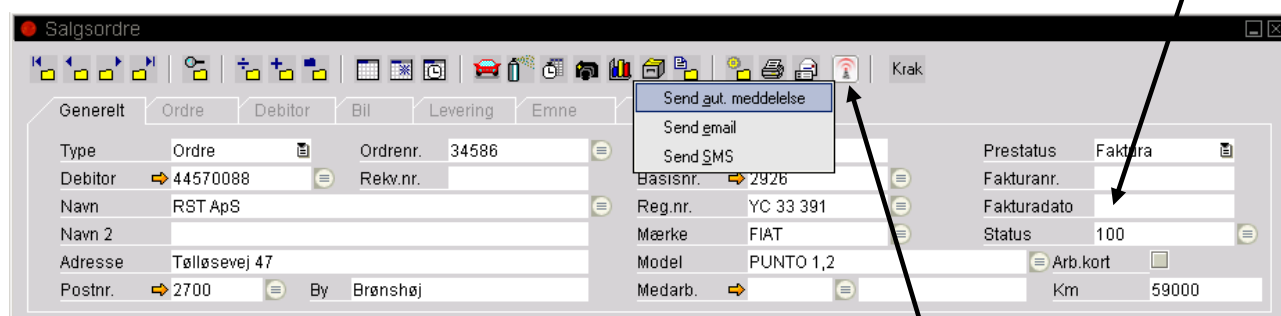 Salgsordre
Krak
Generelt Ordre Debitor Bil Levering Emne
Send aut. meddelelse
Send email
Send SMS
Type Ordre Ordrenr. 34586 Prestatus Faktura
Debitor 44570088 Rekv.nr. Basisnr. 2926 Fakturanr.
Navn RST ApS Reg.nr. YC 33 391 Fakturadato
Navn 2 Mærke FIAT Status 100
Adresse Tølløsevej 47 Model PUNTO 1,2 Arb.kort
Postnr. 2700 By Brønshøj Medarb. Km 59000